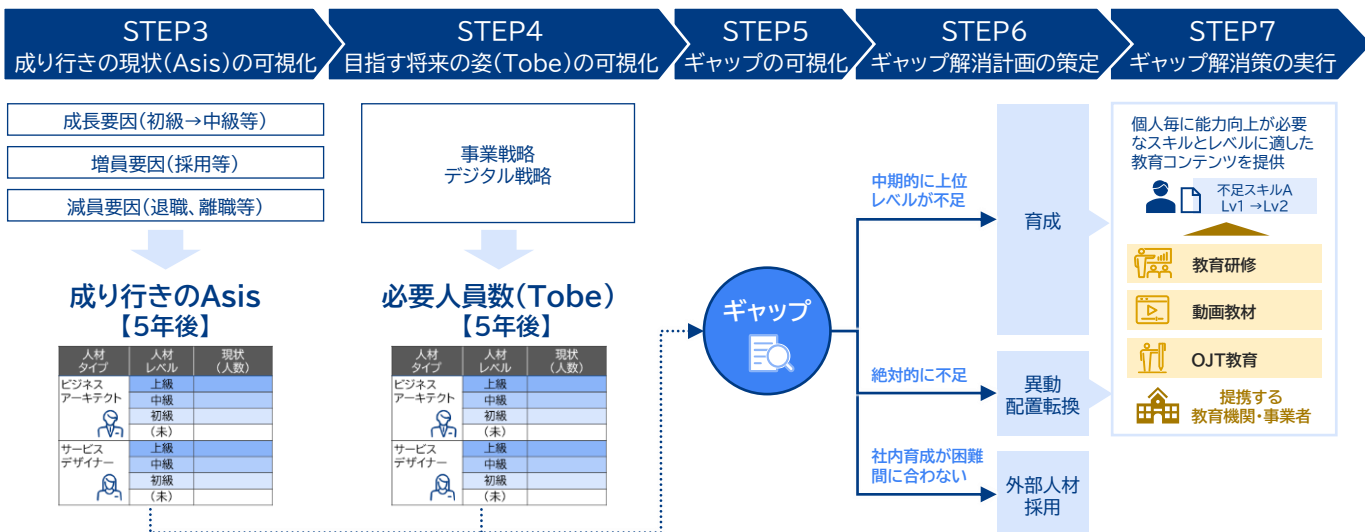 STEP3
成り行きの現状(Asis)の可視化
STEP4
目指す将来の姿(Tobe)の可視化
STEP5
ギャップの可視化
STEP6
ギャップ解消計画の策定
STEP7
ギャップ解消策の実行
成長要因(初級→中級等)
増員要因(採用等)
減員要因(退職、離職等)
成り行きのAsis
【5年後】
人材
タイプ
人材
レベル
現状
(人数)
ビジネス
アーキテクト
上級
中級
初級
(未)
サービス
デザイナー
上級
中級
初級
(未)
事業戦略
デジタル戦略
必要人員数(Tobe)
【5年後】
人材
タイプ
人材
レベル
現状
(人数)
ビジネス
アーキテクト
上級
中級
初級
(未)
サービス
デザイナー
上級
中級
初級
(未)
ギャップ
中期的に上位
レベルが不足
育成
絶対的に不足
異動
配置転換
社内育成が困難
間に合わない
外部人材
採用
個人毎に能力向上が必要
なスキルとレベルに適した
教育コンテンツを提供
不足スキルA
Lv1 →Lv2
教育研修
動画教材
OJT教育
提携する
教育機関・事業者